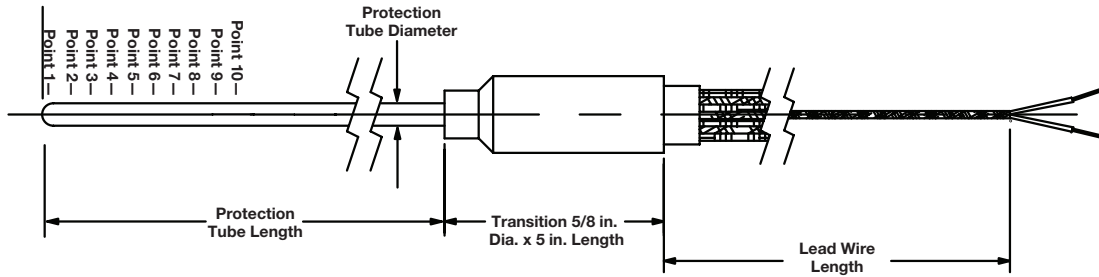 Protection
Tube Diameter
Point 1
Point 2
Point 3
Point 4
Point 5
Point 6
Point 7
Point 8
Point 9
Point 10
Protection
Tube Length
Transition 5/8 in.
Dia. x 5 in. Length
Lead Wire
Length